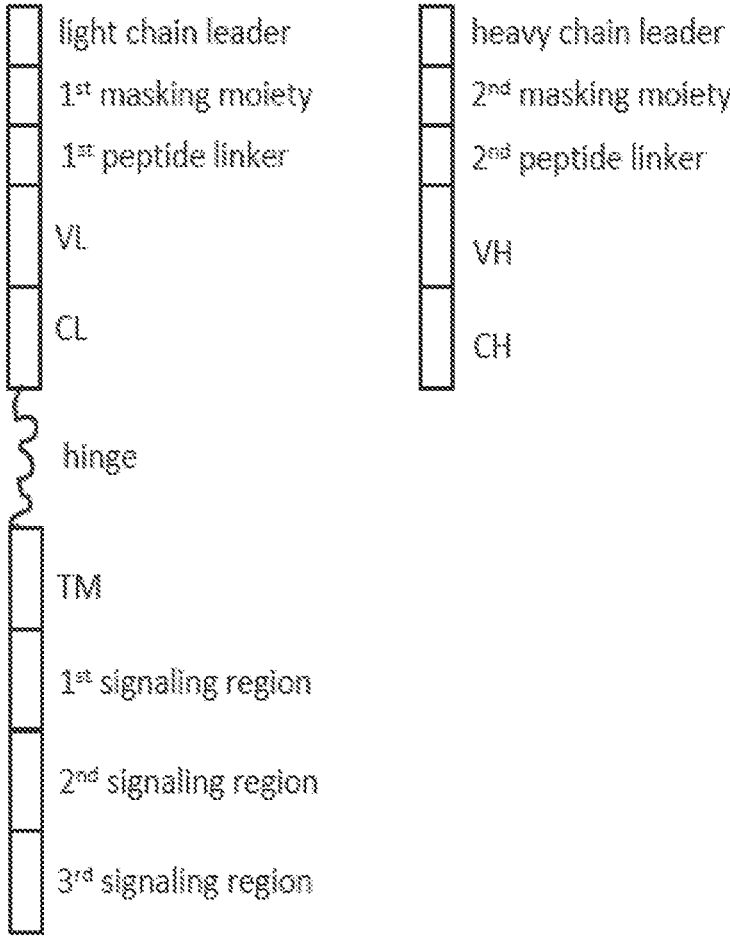 light chain leader
1st masking moiety
1st peptide linker
VL
CL
hinge
TM
1st signaling region
2nd signaling region
3rd signaling region
heavy chain leader
2nd masking moiety
2nd peptide linker
VH
CH